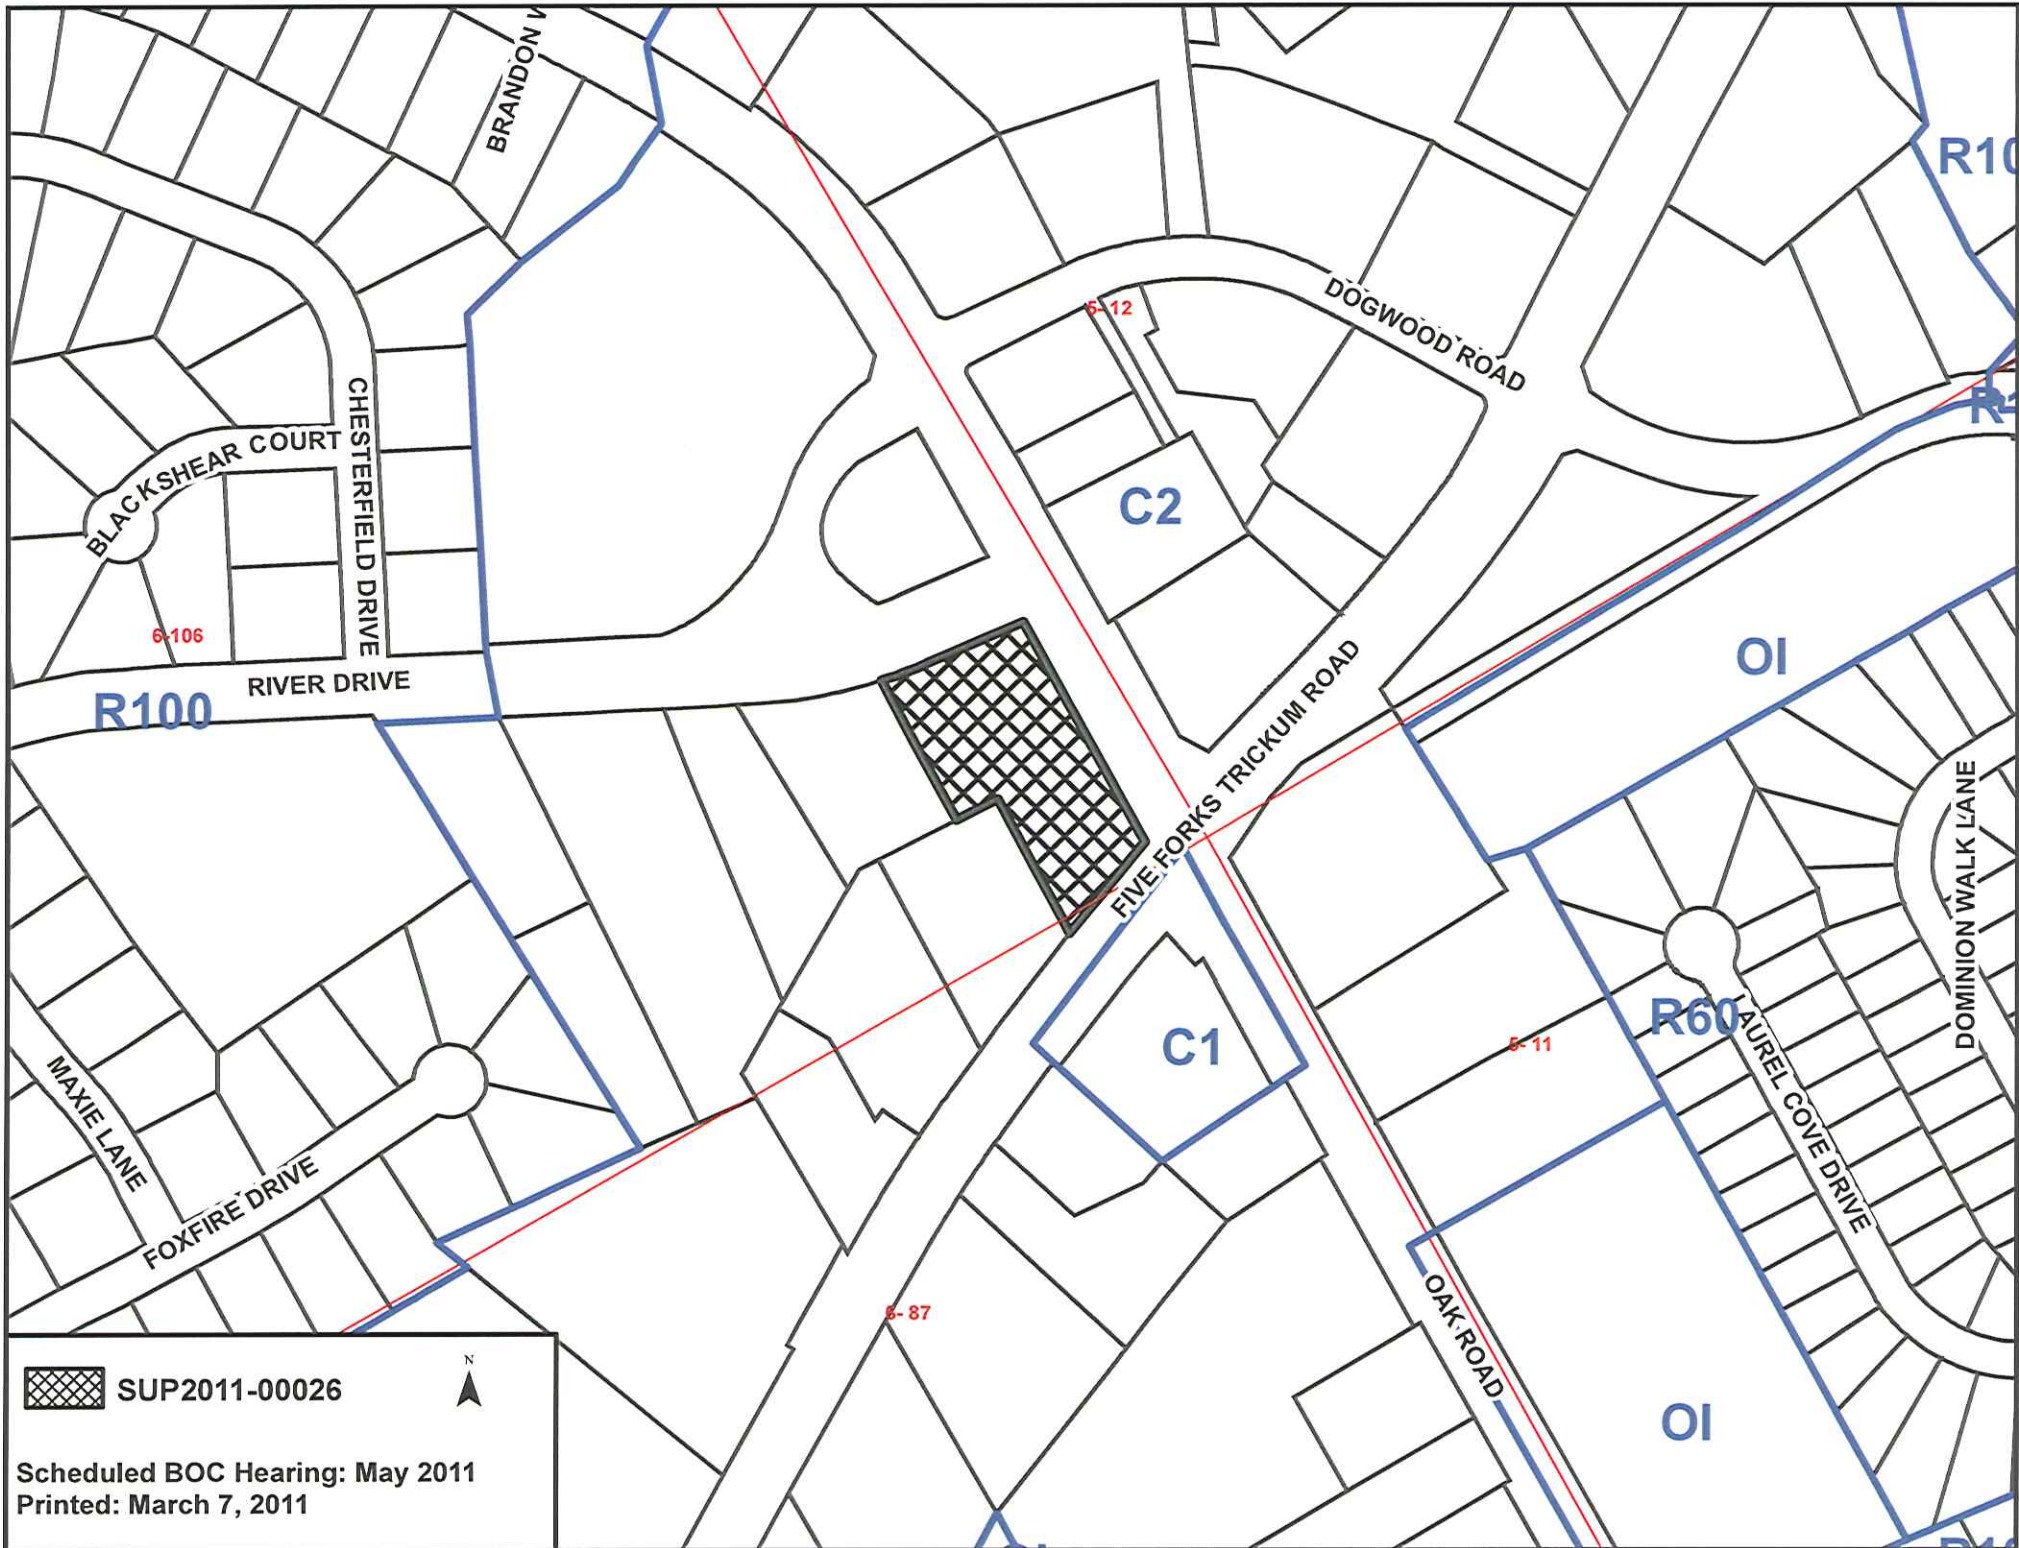 BRANDON
R10
5- 12
DOGWOOD ROAD
R1
CHESTERFIELD DRIVE
BLACKSHEAR COURT
C2
6-106
RIVER DRIVE
R100
OI
FIVE FORKS TRICKUM ROAD
DOMINION WALK LANE
C1
R60
5- 11
LAUREL COVE DRIVE
MAXIE LANE
FOXFIRE DRIVE
6- 87
OAK ROAD
OI
N
SUP2011-00026
Scheduled BOC Hearing: May 2011
Printed: March 7, 2011